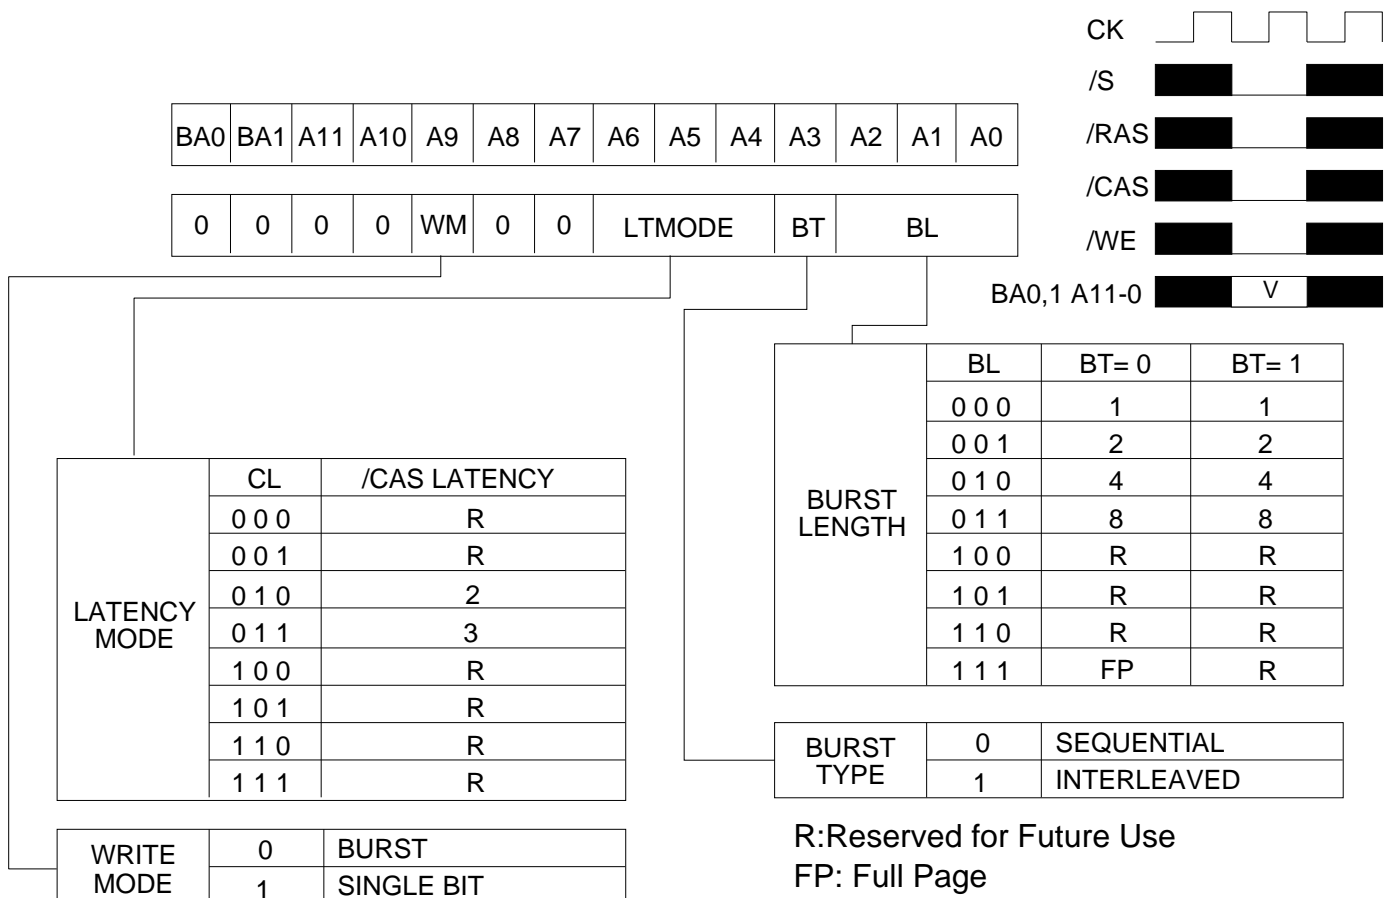 CK
/S
/RAS
/CAS
/WE
BA0,1 A11-0 V
BA0 BA1 A11 A10 A9 A8 A7 A6 A5 A4 A3 A2 A1 A0
0 0 0 0 WM 0 0 LTMODE BT BL
BURST
LENGTH
BL BT= 0 BT= 1
0 0 0 1 1
0 0 1 2 2
0 1 0 4 4
0 1 1 8 8
1 0 0 R R
1 0 1 R R
1 1 0 R R
1 1 1 FP R
LATENCY
MODE
CL /CAS LATENCY
0 0 0 R
0 0 1 R
0 1 0 2
0 1 1 3
1 0 0 R
1 0 1 R
1 1 0 R
1 1 1 R
BURST
TYPE
0 SEQUENTIAL
1 INTERLEAVED
WRITE
MODE
0 BURST
1 SINGLE BIT
R:Reserved for Future Use
FP: Full Page